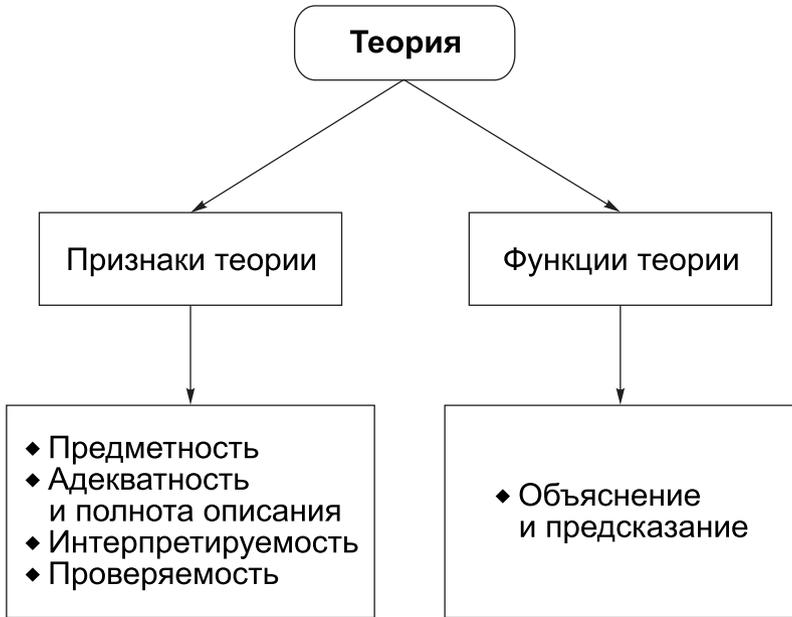 Теория
Признаки теории
Функции теории
◆ Предметность
◆ Адекватность
и полнота описания
◆ Интерпретируемость
◆ Проверяемость
◆ Объяснение
и предсказание